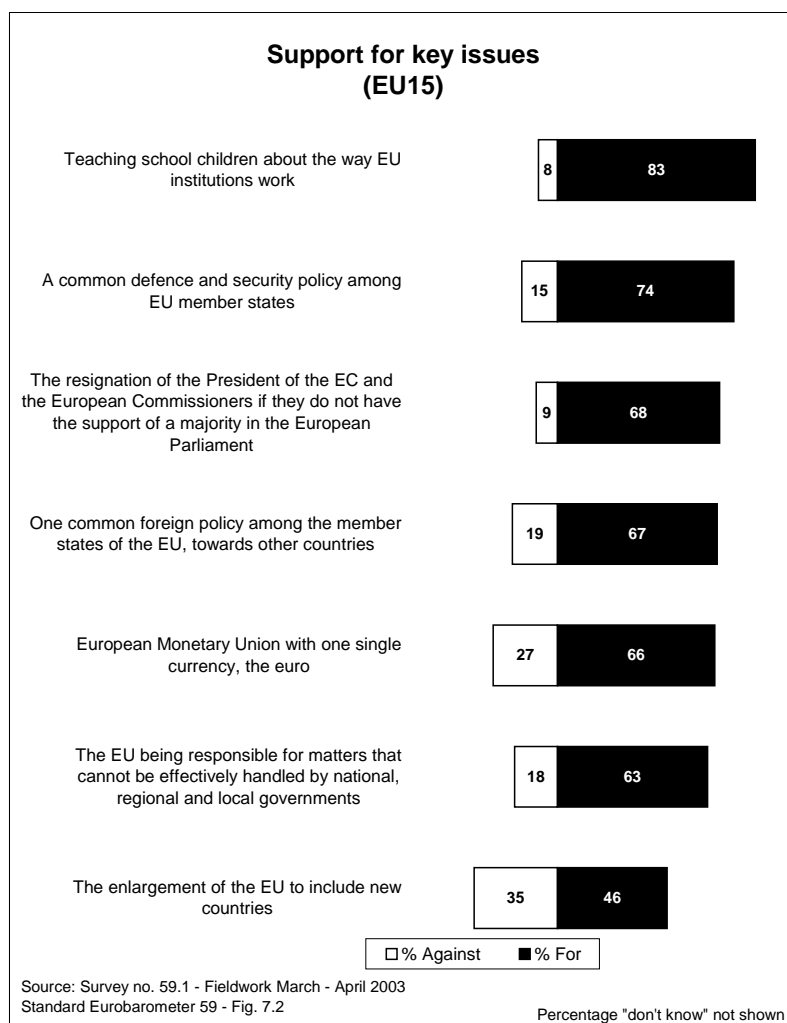 Support for key issues
(EU15)
Teaching school children about the way EU
institutions work
8
83
A common defence and security policy among
EU member states
15
74
The resignation of the President of the EC and
the European Commissioners if they do not have
the support of a majority in the European
Parliament
9
68
One common foreign policy among the member
states of the EU, towards other countries
19
67
European Monetary Union with one single
currency, the euro
27
66
The EU being responsible for matters that
cannot be effectively handled by national,
regional and local governments
18
63
The enlargement of the EU to include new
countries
35
46
% Against
% For
Source: Survey no. 59.1 - Fieldwork March - April 2003
Standard Eurobarometer 59 - Fig. 7.2
Percentage "don't know" not shown